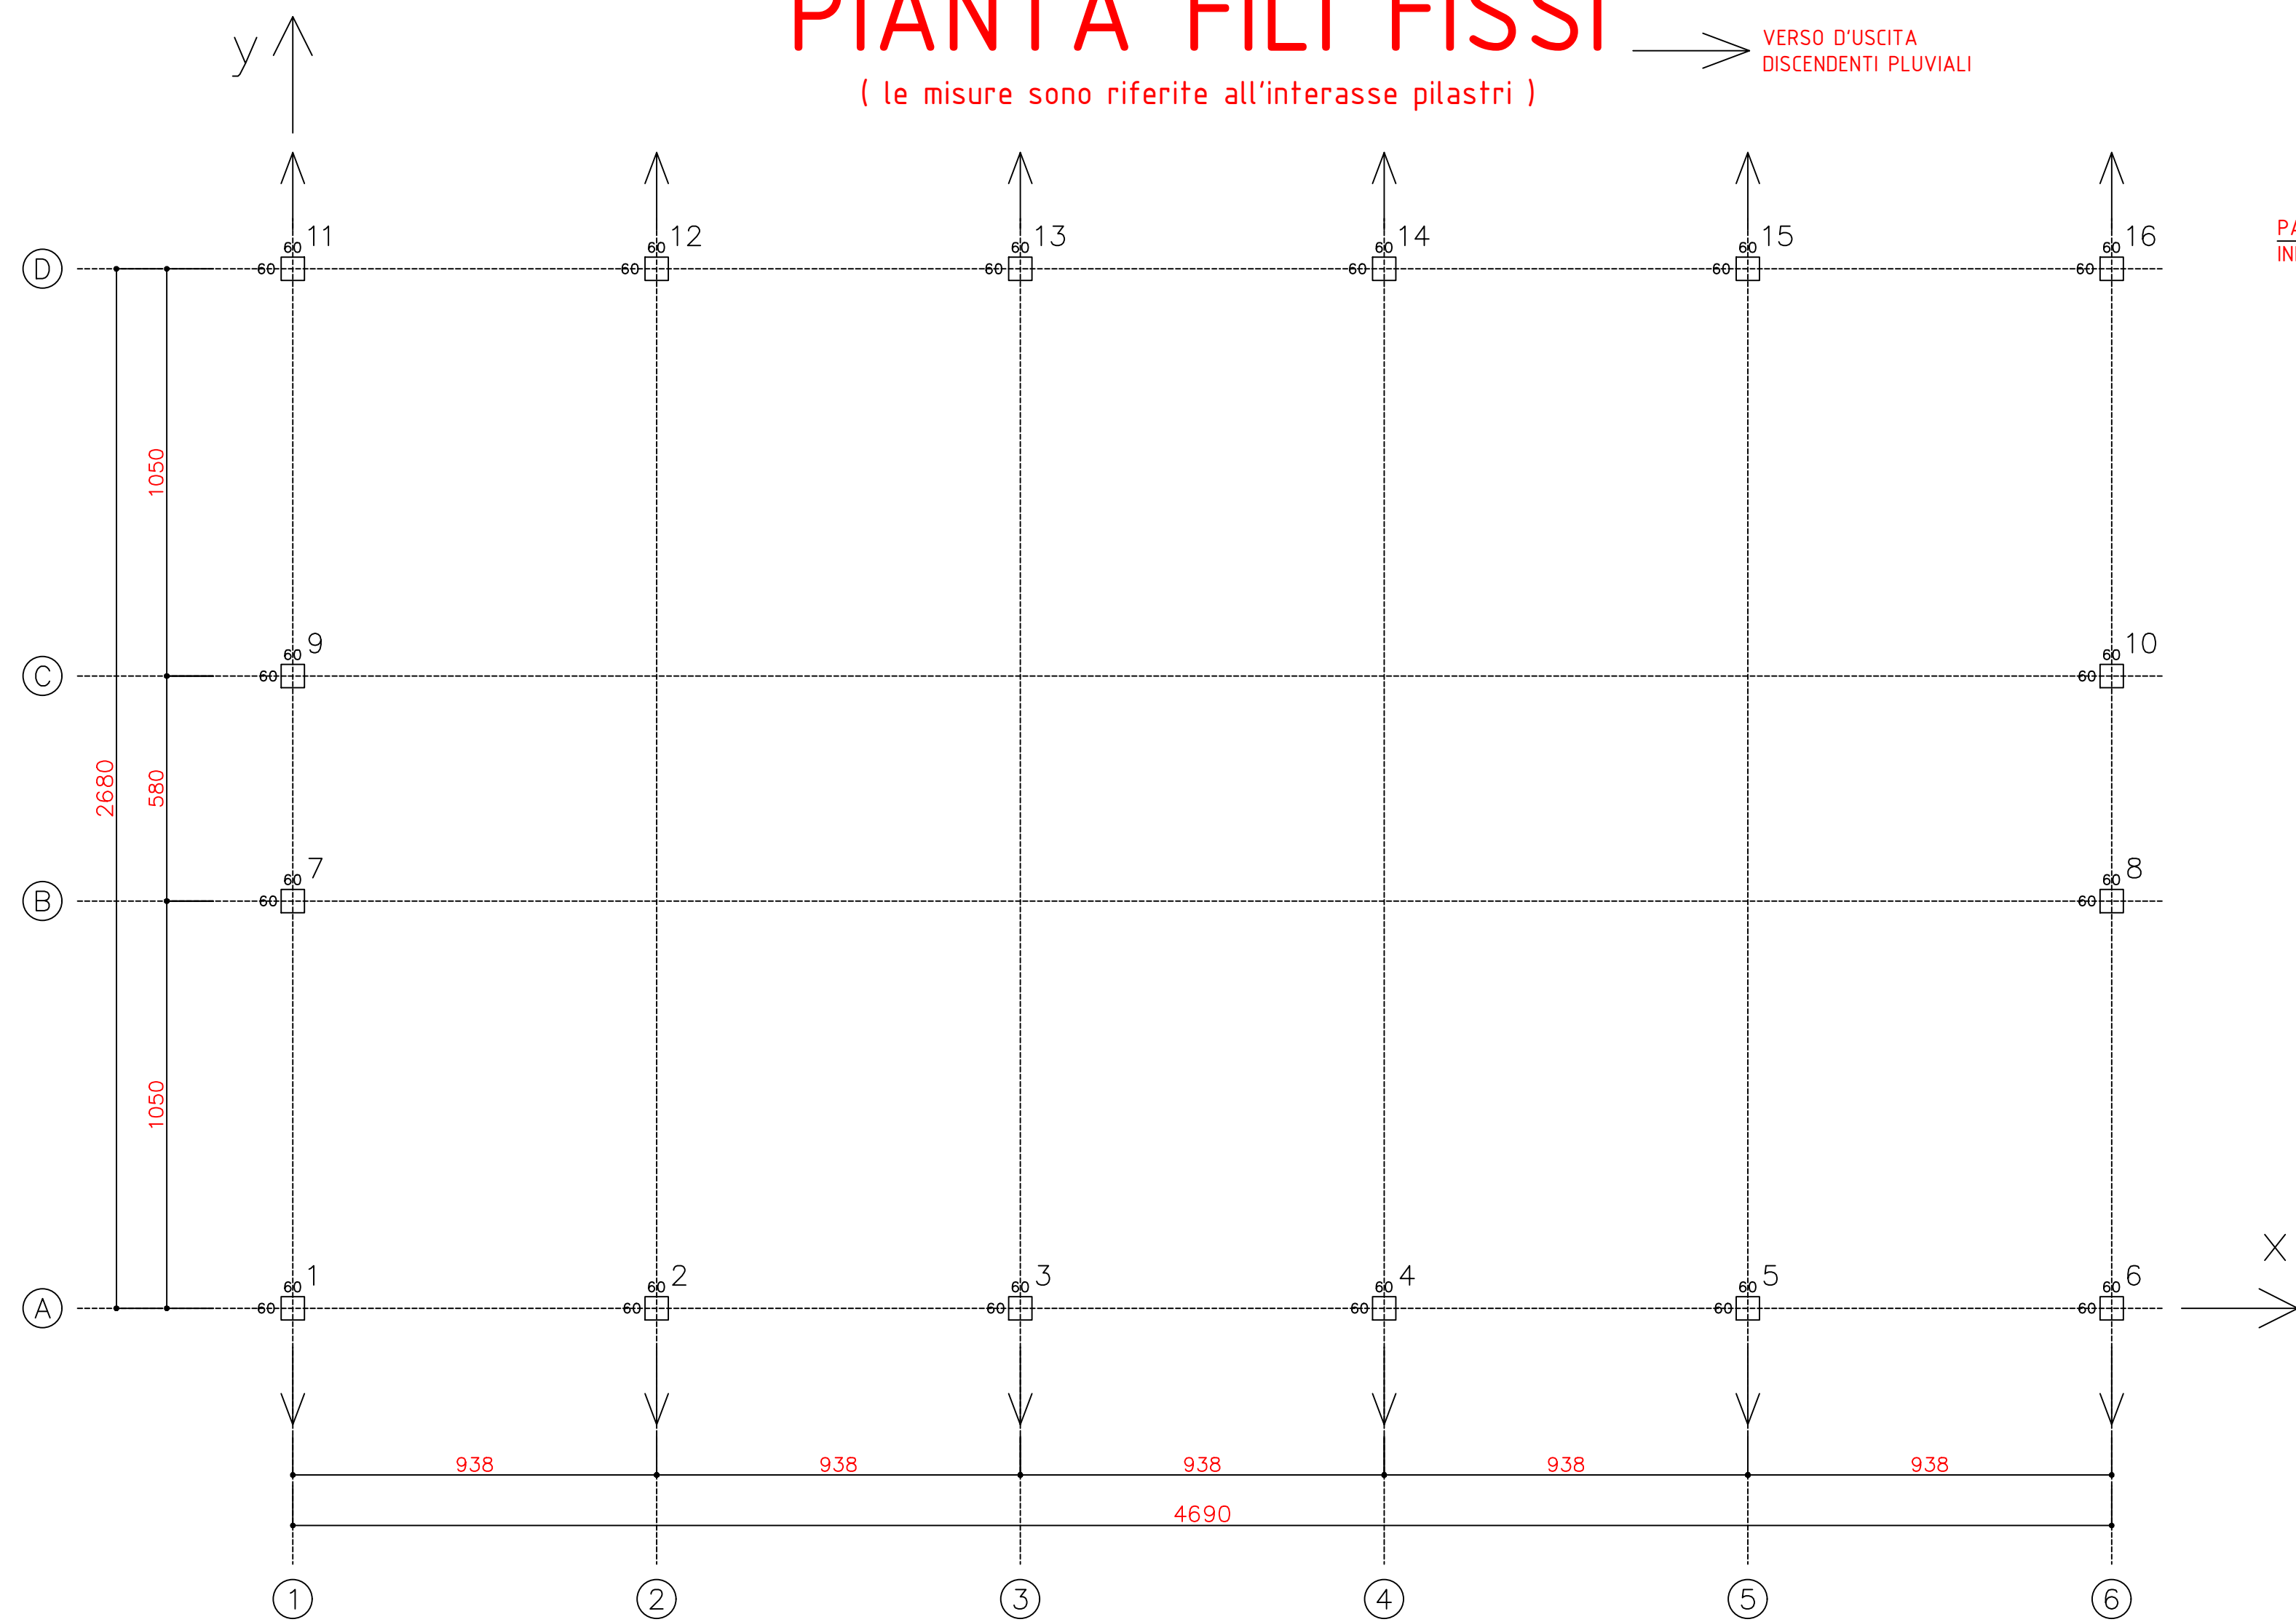 PIANTA FILI FISSI
( le misure sono riferite all'interasse pilastri )
VERSO D'USCITA
DISCENDENTI PLUVIALI
y
11 12 13 14 15 16
60 60 60 60 60 60
D 60 60 60 60 60 60
1050
9 10
60 60
C 60 60
2680 580
7 8
60 60
B 60 60
1050
X
1 2 3 4 5 6
60 60 60 60 60 60
A 60 60 60 60 60 60
938 938 938 938 938
4690
1 2 3 4 5 6